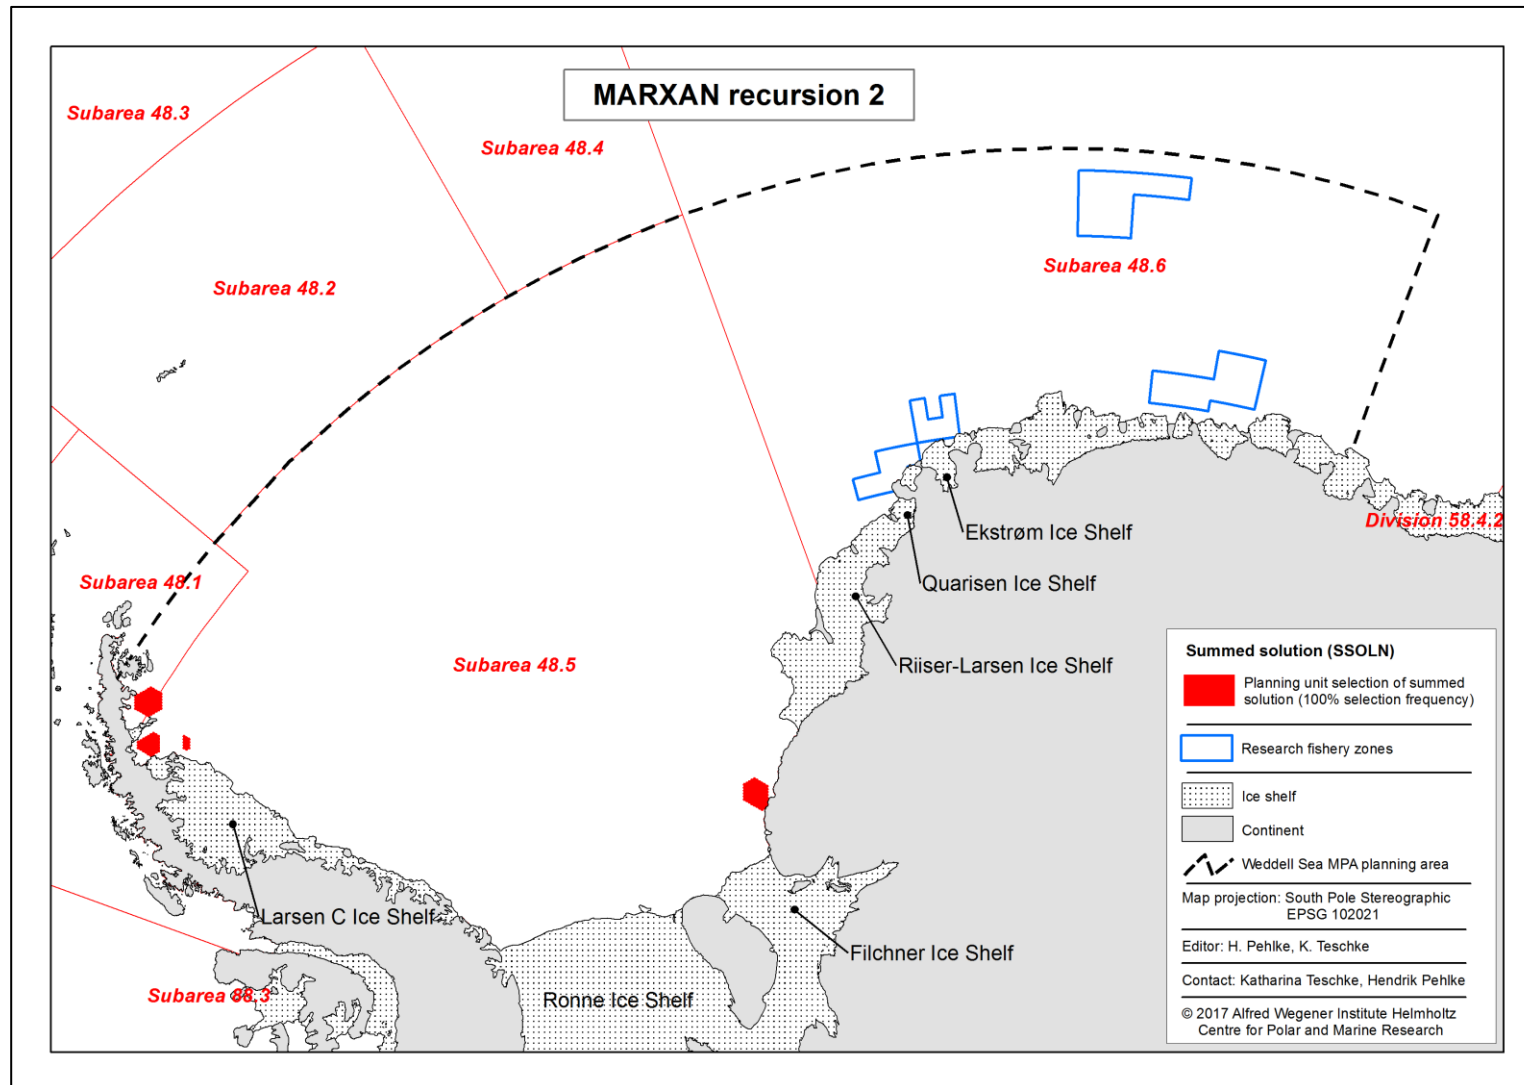 MARXAN recursion 2
Subarea 48.3
Subarea 48.4
Subarea 48.2
Subarea 48.6
Division 58.4.2
Ekstrøm Ice Shelf
Subarea 48.1
Quarisen Ice Shelf
Subarea 48.5
Riiser-Larsen Ice Shelf
Larsen C Ice Shelf
Filchner Ice Shelf
Subarea 88.3
Ronne Ice Shelf
Summed solution (SSOLN)
Planning unit selection of summed
solution (100% selection frequency)
Research fishery zones
Ice shelf
Continent
Weddell Sea MPA planning area
Map projection: South Pole Stereographic
EPSG 102021
Editor: H. Pehlke, K. Teschke
Contact: Katharina Teschke, Hendrik Pehlke
© 2017 Alfred Wegener Institute Helmholtz
Centre for Polar and Marine Research